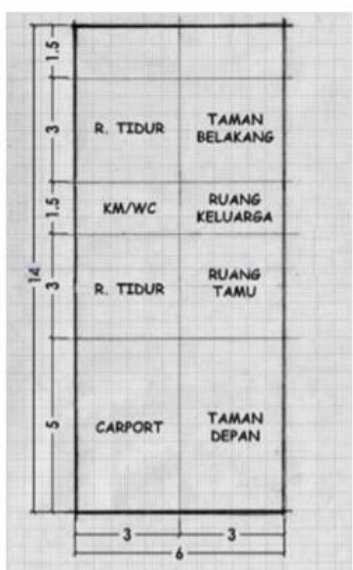 1.5
3
R. TIDUR
TAMAN
BELAKANG
1.5
KM/WC
RUANG
KELUARGA
14
3
R. TIDUR
RUANG
TAMU
5
CARPORT
TAMAN
DEPAN
3
3
6